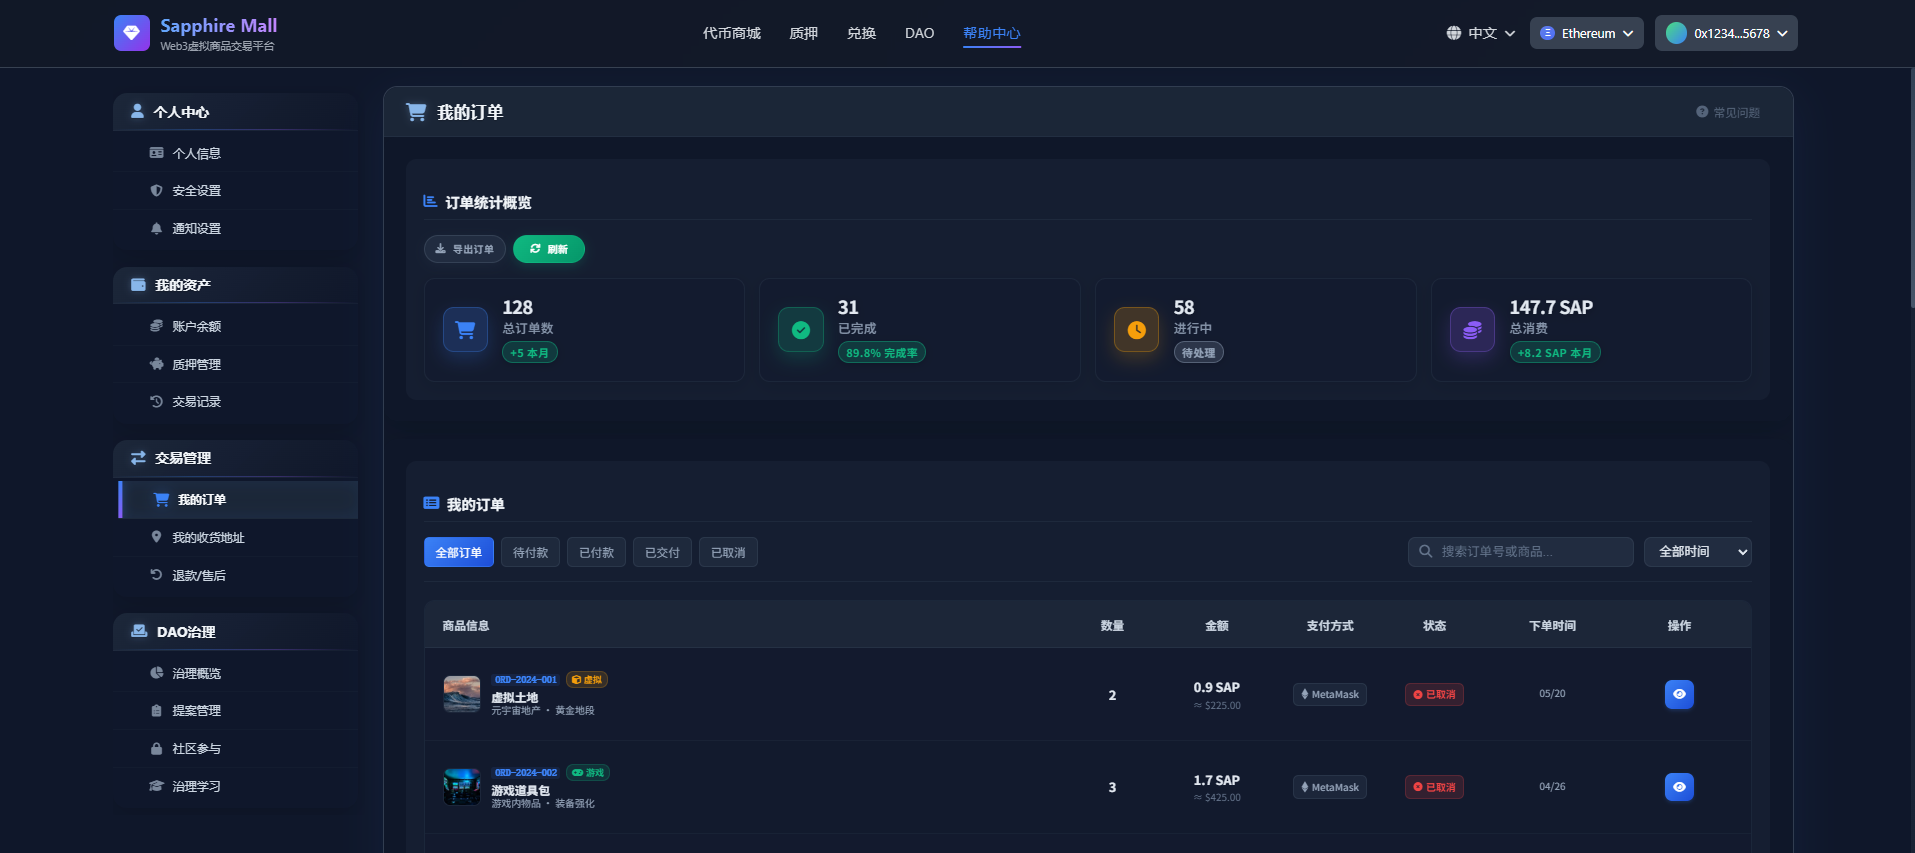 Sapphire Mall
Web3虚拟商品交易平台
代币商城
质押
兑换
DAO
帮助中心
中文
Ethereum
0x1234...5678
个人中心
个人信息
安全设置
通知设置
我的资产
账户余额
质押管理
交易记录
交易管理
我的订单
我的收货地址
退款/售后
DAO治理
治理概览
提案管理
社区参与
治理学习
我的订单
常见问题
订单统计概览
导出订单
刷新
128
总订单数
+5 本月
31
已完成
89.8% 完成率
58
进行中
待处理
147.7 SAP
总消费
+8.2 SAP 本月
我的订单
全部订单
待付款
已付款
已交付
已取消
搜索订单号或商品...
全部时间
商品信息 数量 金额 支付方式 状态 下单时间 操作
ORD-2024-001 虚拟
虚拟土地
元宇宙地产 • 黄金地段
2
0.9 SAP
≈ $225.00
MetaMask
已取消
05/20
ORD-2024-002 游戏
游戏道具包
游戏内物品 • 装备强化
3
1.7 SAP
≈ $425.00
MetaMask
已取消
04/26